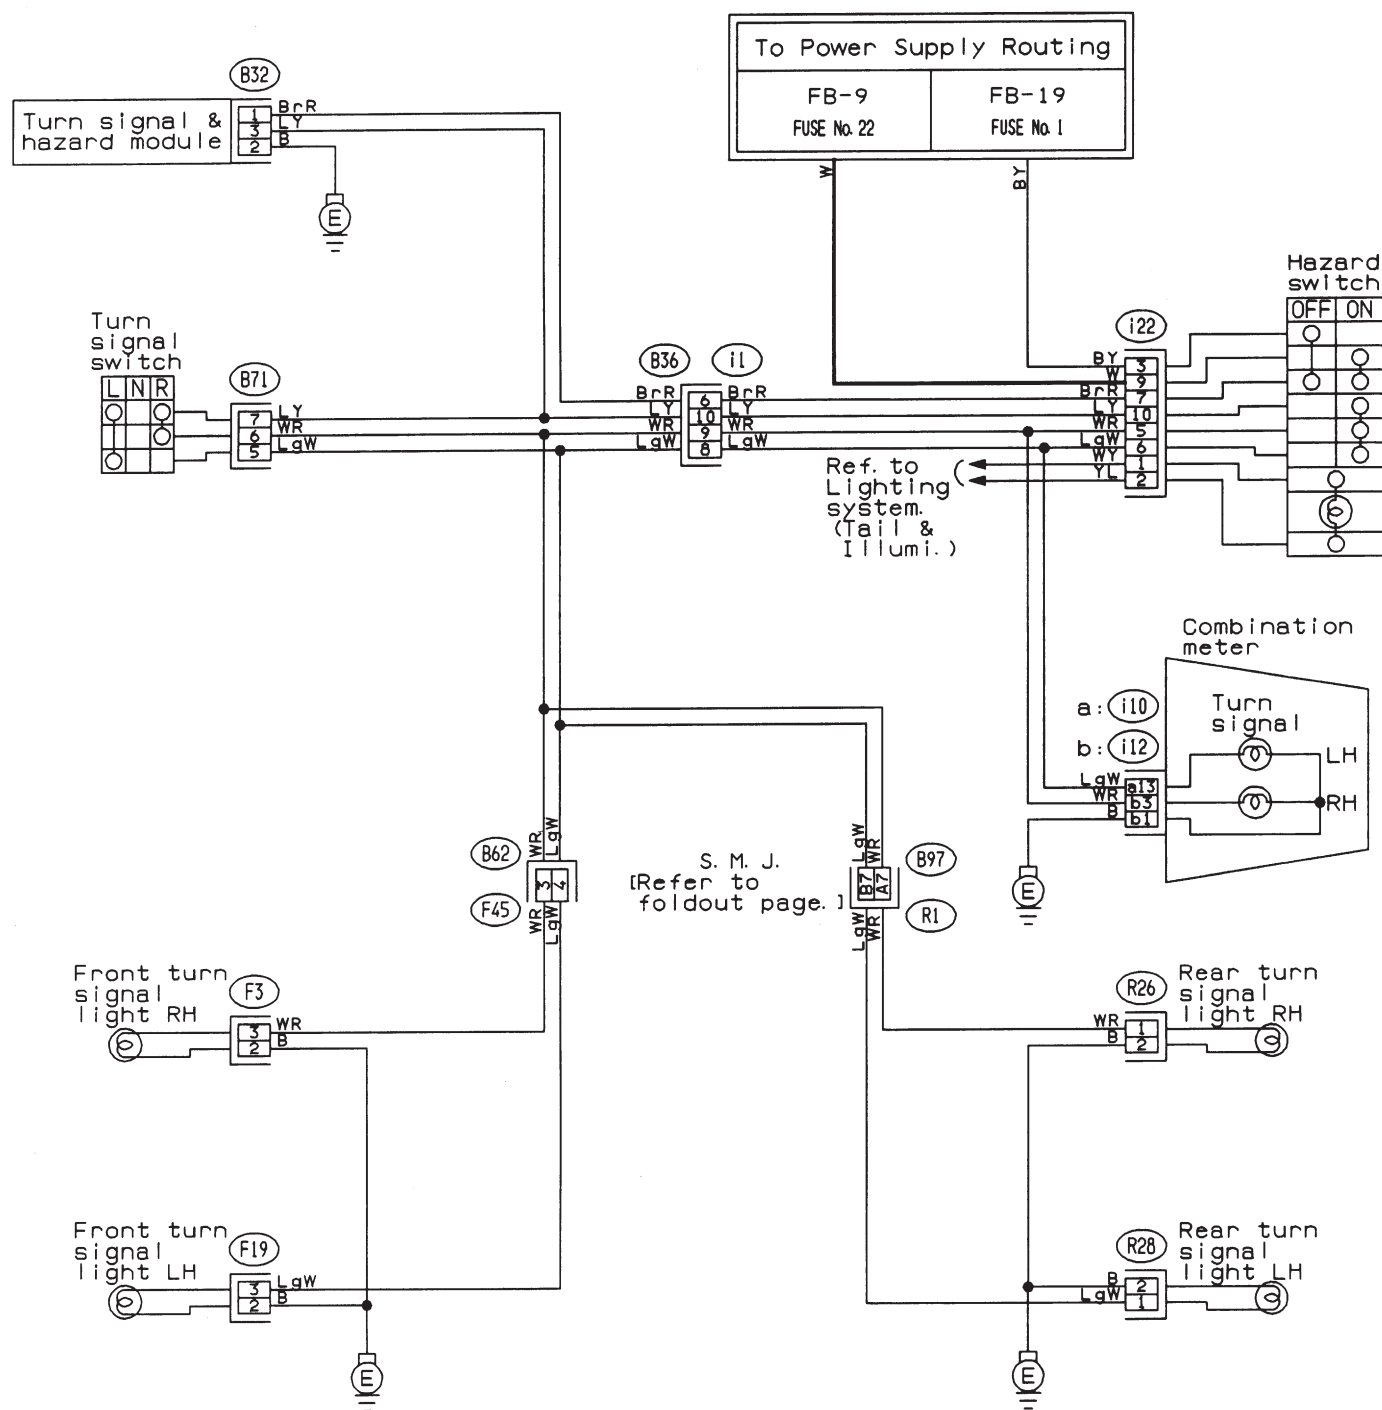 To Power Supply Routing
FB-9
FUSE No. 22
FB-19
FUSE No. 1
W
BY
B32
Turn signal &
hazard module
1
3
2
BrR
LY
B
E
Hazard
switch
OFF ON
Turn
signal
switch
L N R
B71
7
6
5
LY
WR
LgW
B36
i1
BrR
LY
WR
LgW
6
10
9
8
BrR
LY
WR
LgW
i22
BY
W
BrR
LY
WR
LgW
WY
YL
3
9
7
10
5
6
1
2
Ref. to
Lighting
system.
(Tail &
Illumi.)
Combination
meter
a: i10
b: i12
Turn
signal
LH
RH
LgW
WR
B
a13
b3
b1
E
B62
WR
LgW
3
4
F45
WR
LgW
S. M. J.
[Refer to
foldout page.]
LgW
WR
B97
B7
A7
R1
LgW
WR
Front turn
signal
light RH
F3
3
2
WR
B
R26
WR
B
1
2
Rear turn
signal
light RH
Front turn
signal
light LH
F19
3
2
LgW
B
E
R28
B
LgW
2
1
Rear turn
signal
light LH
E